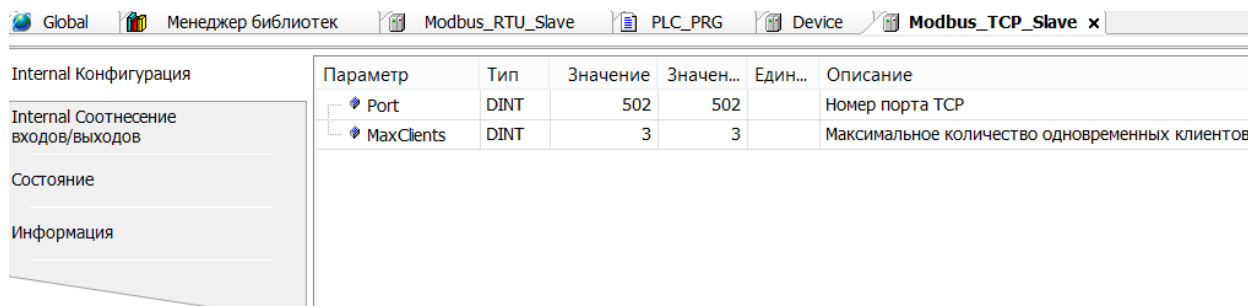 Global Менеджер библиотек Modbus_RTU_Slave PLC_PRG Device Modbus_TCP_Slave x
Internal Конфигурация
Internal Соотнесение
входов/выходов
Состояние
Информация
Параметр Тип Значение Значен... Един... Описание
Port DINT 502 502 Номер порта TCP
MaxClients DINT 3 3 Максимальное количество одновременных клиентов